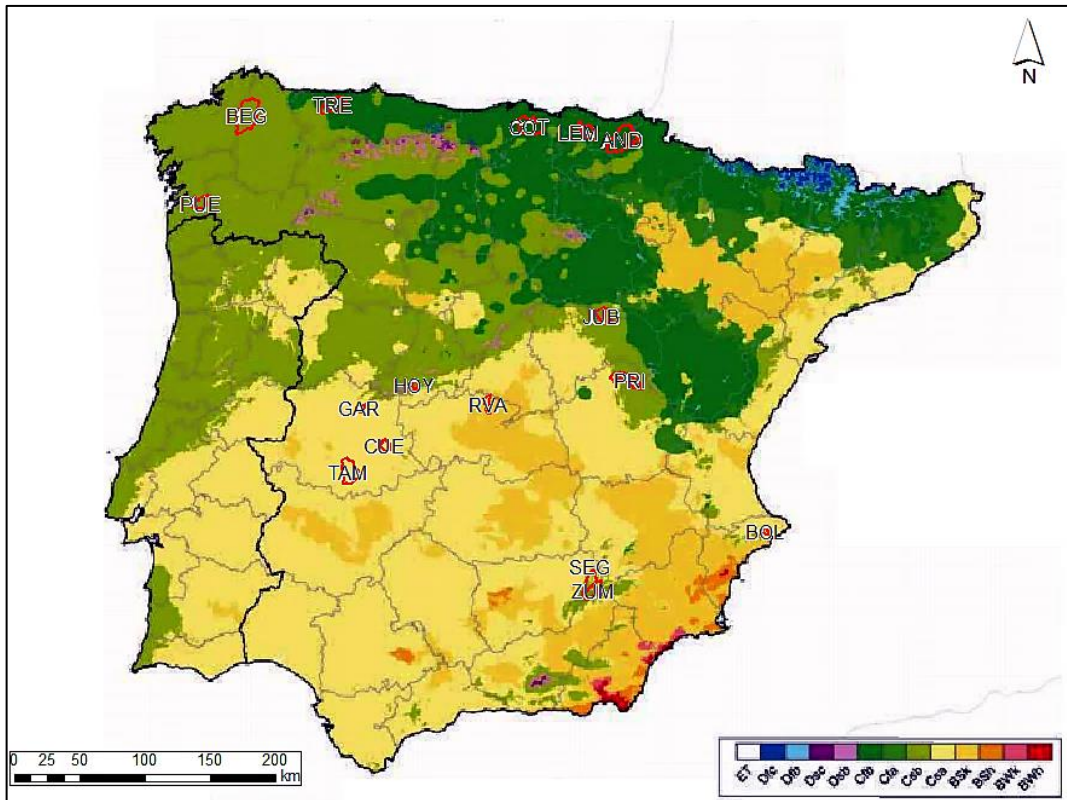 N
BEG
TRE
COT
LEM
AND
PUE
JUB
HOY
PRI
GAR
RVA
CUE
TAM
BOL
SEG
ZUM
0 25 50 100 150 200
km
ET Dfc Dfb Dsc Dsb Cfb Cfa Csb Csa BSk BSh BWk BWh